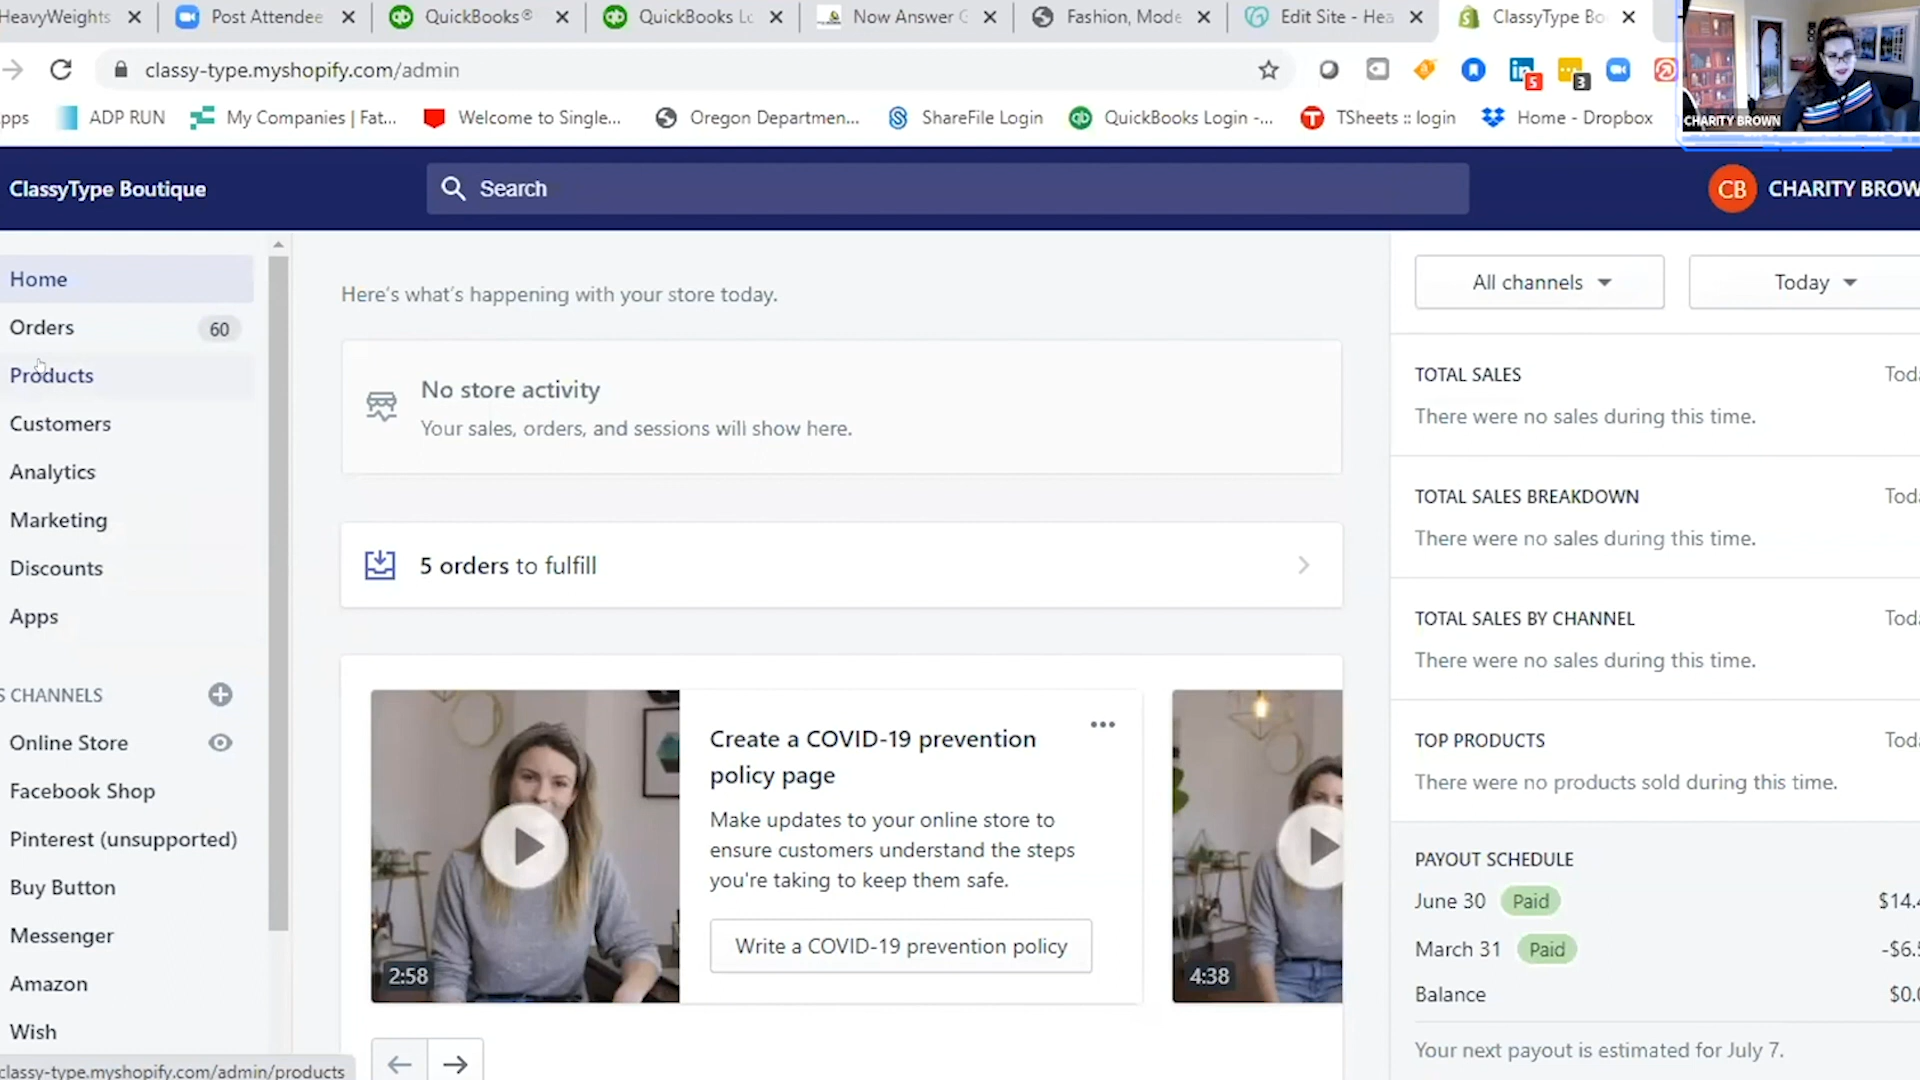 HeavyWeights
Post Attendee
QuickBooks®
QuickBooks Lo
Now Answer
Fashion, Mode
Edit Site - Hea
ClassyType Bo
classy-type.myshopify.com/admin
5
3
pps
ADP RUN
My Companies | Fat...
Welcome to Single...
Oregon Departmen...
ShareFile Login
QuickBooks Login -...
TSheets :: login
Home - Dropbox
CHARITY BROWN
ClassyType Boutique
Search
CB
CHARITY BROW
Home
Orders
60
Products
Customers
Analytics
Marketing
Discounts
Apps
S CHANNELS
Online Store
Facebook Shop
Pinterest (unsupported)
Buy Button
Messenger
Amazon
Wish
classy-type.myshopify.com/admin/products
Here's what's happening with your store today.
No store activity
Your sales, orders, and sessions will show here.
5 orders to fulfill
2:58
Create a COVID-19 prevention
policy page
Make updates to your online store to
ensure customers understand the steps
you're taking to keep them safe.
Write a COVID-19 prevention policy
4:38
All channels
Today
TOTAL SALES
Toda
There were no sales during this time.
TOTAL SALES BREAKDOWN
Toda
There were no sales during this time.
TOTAL SALES BY CHANNEL
Toda
There were no sales during this time.
TOP PRODUCTS
Toda
There were no products sold during this time.
PAYOUT SCHEDULE
June 30 Paid $14.4
March 31 Paid -$6.5
Balance $0.0
Your next payout is estimated for July 7.